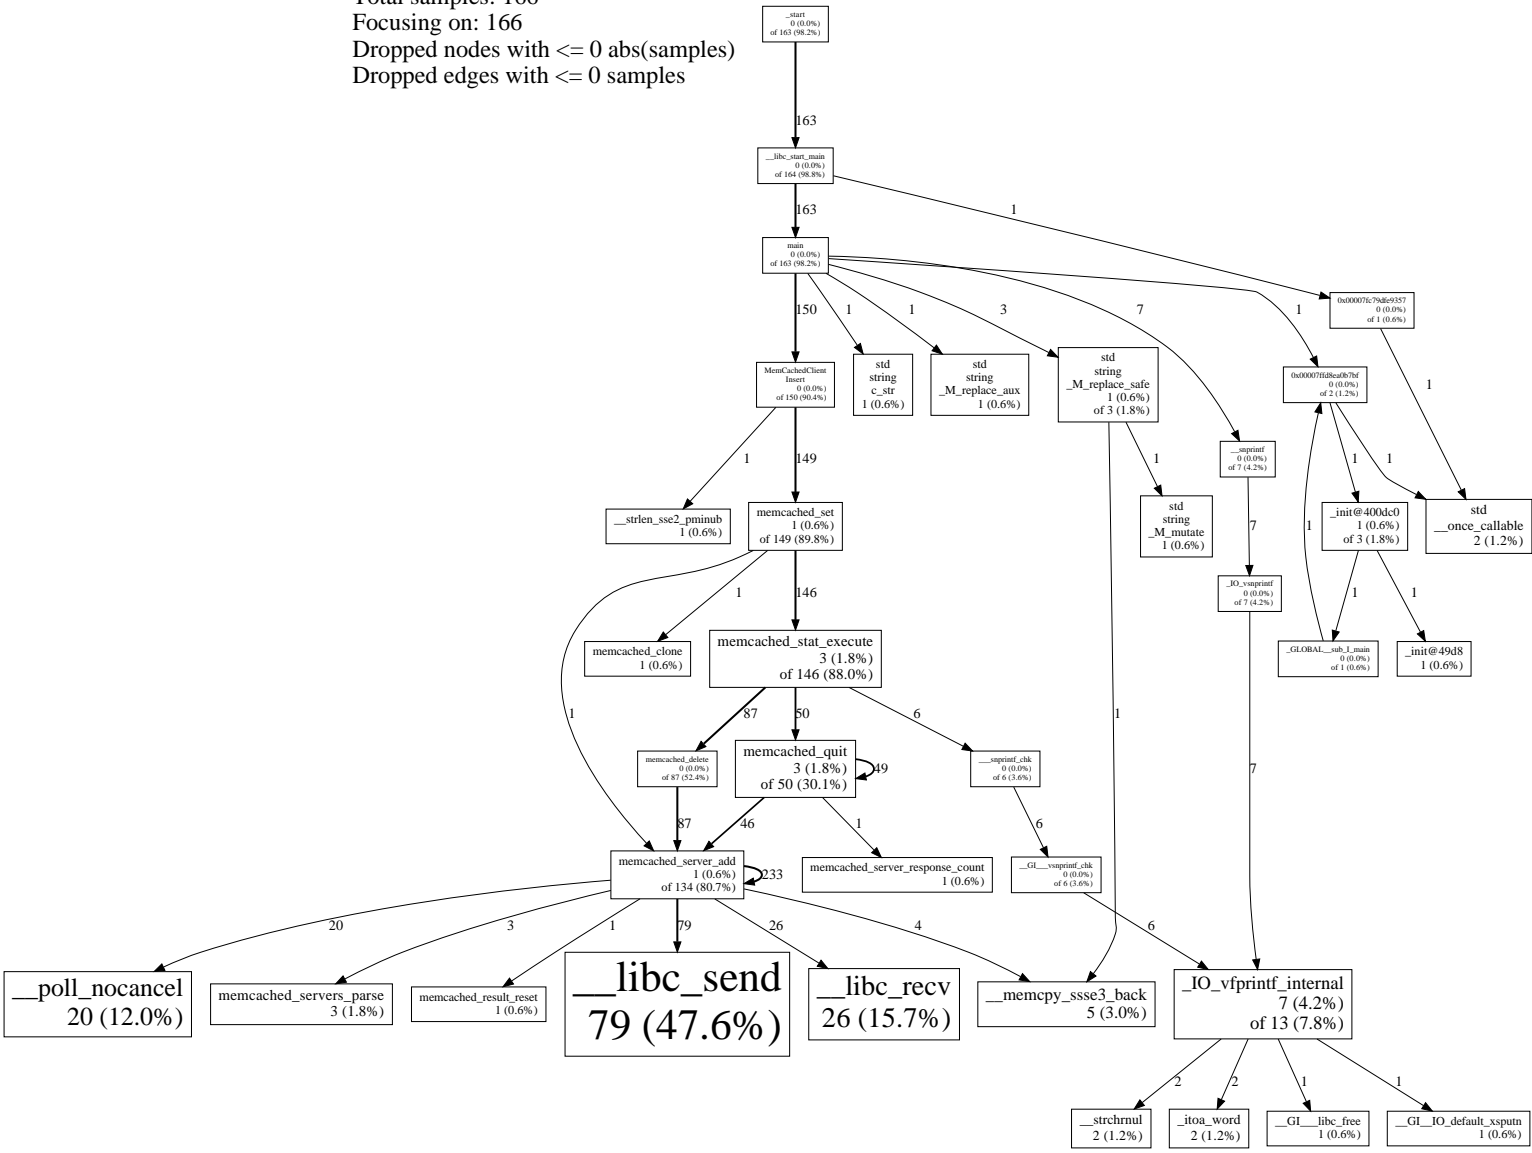 Total samples: 166
Focusing on: 166
Dropped nodes with <= 0 abs(samples)
Dropped edges with <= 0 samples
_start
0 (0.0%)
of 163 (98.2%)
163
__libc_start_main
0 (0.0%)
of 164 (98.8%)
163
1
main
0 (0.0%)
of 163 (98.2%)
150
1
1
3
7
1
0x00007fc79dfe9357
0 (0.0%)
of 1 (0.6%)
MemCachedClient
Insert
0 (0.0%)
of 150 (90.4%)
std
string
c_str
1 (0.6%)
std
string
_M_replace_aux
1 (0.6%)
std
string
_M_replace_safe
1 (0.6%)
of 3 (1.8%)
0x00007ffd8ea0b7bf
0 (0.0%)
of 2 (1.2%)
1
1
149
1
__snprintf
0 (0.0%)
of 7 (4.2%)
1
1
__strlen_sse2_pminub
1 (0.6%)
memcached_set
1 (0.6%)
of 149 (89.8%)
std
string
_M_mutate
1 (0.6%)
7
1
_init@400dc0
1 (0.6%)
of 3 (1.8%)
std
__once_callable
2 (1.2%)
1
146
_IO_vsnprintf
0 (0.0%)
of 7 (4.2%)
1
1
memcached_clone
1 (0.6%)
memcached_stat_execute
3 (1.8%)
of 146 (88.0%)
_GLOBAL__sub_I_main
0 (0.0%)
of 1 (0.6%)
_init@49d8
1 (0.6%)
1
87
50
6
1
7
memcached_delete
0 (0.0%)
of 87 (52.4%)
memcached_quit
3 (1.8%)
of 50 (30.1%)
49
___snprintf_chk
0 (0.0%)
of 6 (3.6%)
87
46
1
6
memcached_server_add
1 (0.6%)
of 134 (80.7%)
233
memcached_server_response_count
1 (0.6%)
__GI___vsnprintf_chk
0 (0.0%)
of 6 (3.6%)
20
3
1
79
26
4
6
__poll_nocancel
20 (12.0%)
memcached_servers_parse
3 (1.8%)
memcached_result_reset
1 (0.6%)
__libc_send
79 (47.6%)
__libc_recv
26 (15.7%)
__memcpy_ssse3_back
5 (3.0%)
_IO_vfprintf_internal
7 (4.2%)
of 13 (7.8%)
2
2
1
1
__strchrnul
2 (1.2%)
_itoa_word
2 (1.2%)
__GI___libc_free
1 (0.6%)
__GI__IO_default_xsputn
1 (0.6%)